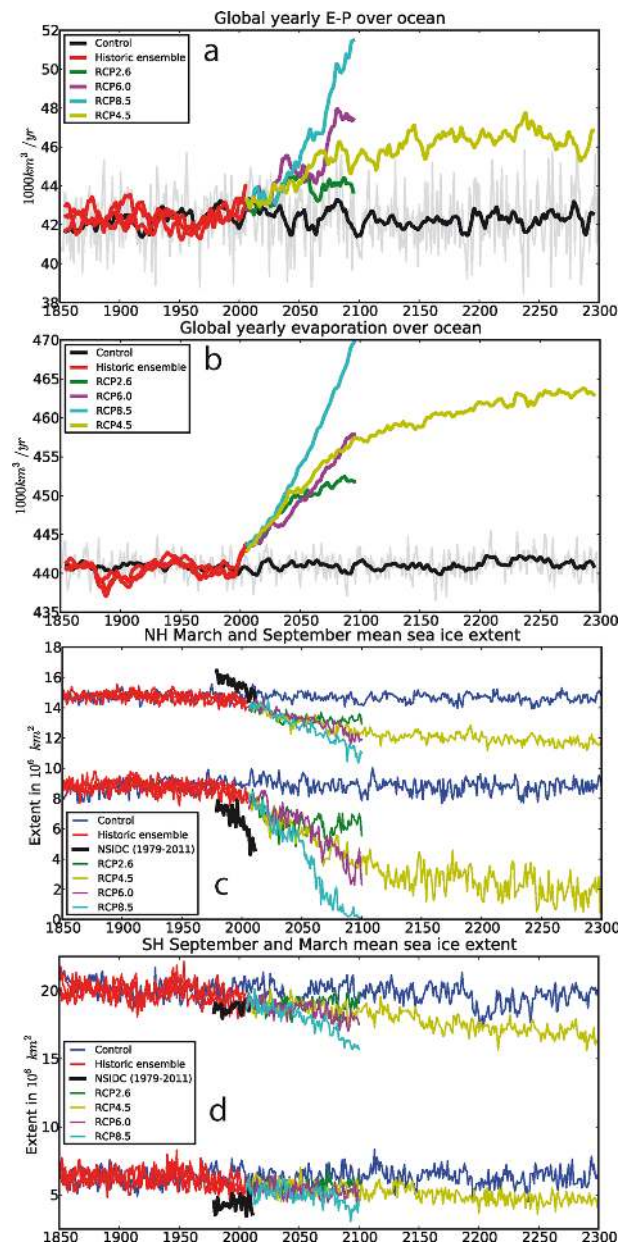 Global yearly E-P over ocean
a
Control
Historic ensemble
RCP2.6
RCP6.0
RCP8.5
RCP4.5
1000km³/yr
52
50
48
46
44
42
40
38
1850 1900 1950 2000 2050 2100 2150 2200 2250 2300
Global yearly evaporation over ocean
b
Control
Historic ensemble
RCP2.6
RCP6.0
RCP8.5
RCP4.5
1000km³/yr
470
465
460
455
450
445
440
435
1850 1900 1950 2000 2050 2100 2150 2200 2250 2300
NH March and September mean sea ice extent
18
16
14
12
10
8
6
4
2
0
Extent in 10⁶ km²
Control
Historic ensemble
NSIDC (1979-2011)
RCP2.6
RCP4.5
RCP6.0
RCP8.5
c
1850 1900 1950 2000 2050 2100 2150 2200 2250 2300
SH September and March mean sea ice extent
20
15
10
5
Extent in 10⁶ km²
Control
Historic ensemble
NSIDC (1979-2011)
RCP2.6
RCP4.5
RCP6.0
RCP8.5
d
1850 1900 1950 2000 2050 2100 2150 2200 2250 2300